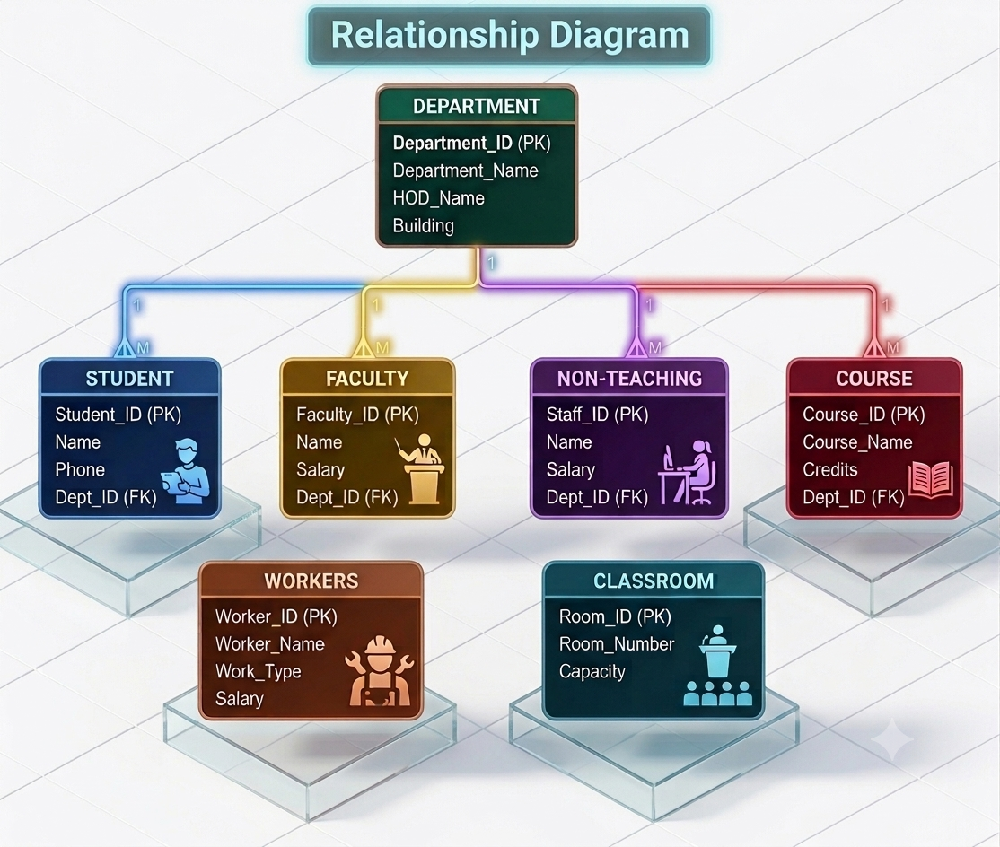 Relationship Diagram
DEPARTMENT
Department_ID (PK)
Department_Name
HOD_Name
Building
1
1
M
1
M
1
M
1
M
STUDENT
Student_ID (PK)
Name
Phone
Dept_ID (FK)
FACULTY
Faculty_ID (PK)
Name
Salary
Dept_ID (FK)
NON-TEACHING
Staff_ID (PK)
Name
Salary
Dept_ID (FK)
COURSE
Course_ID (PK)
Course_Name
Credits
Dept_ID (FK)
WORKERS
Worker_ID (PK)
Worker_Name
Work_Type
Salary
CLASSROOM
Room_ID (PK)
Room_Number
Capacity